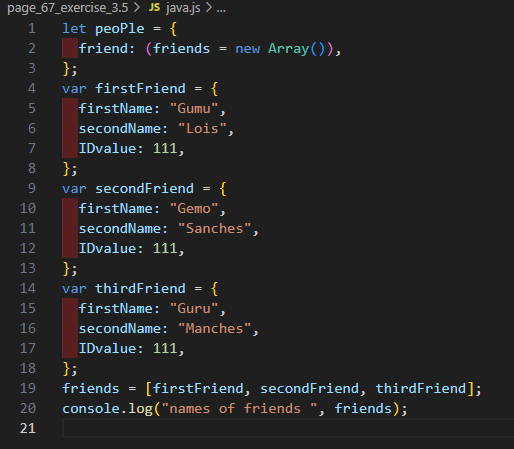 page_67_exercise_3.5 > JS java.js > ...
1 let peoPle = {
2   friend: (friends = new Array()),
3 };
4 var firstFriend = {
5   firstName: "Gumu",
6   secondName: "Lois",
7   IDvalue: 111,
8 };
9 var secondFriend = {
10   firstName: "Gemo",
11   secondName: "Sanches",
12   IDvalue: 111,
13 };
14 var thirdFriend = {
15   firstName: "Guru",
16   secondName: "Manches",
17   IDvalue: 111,
18 };
19 friends = [firstFriend, secondFriend, thirdFriend];
20 console.log("names of friends ", friends);
21